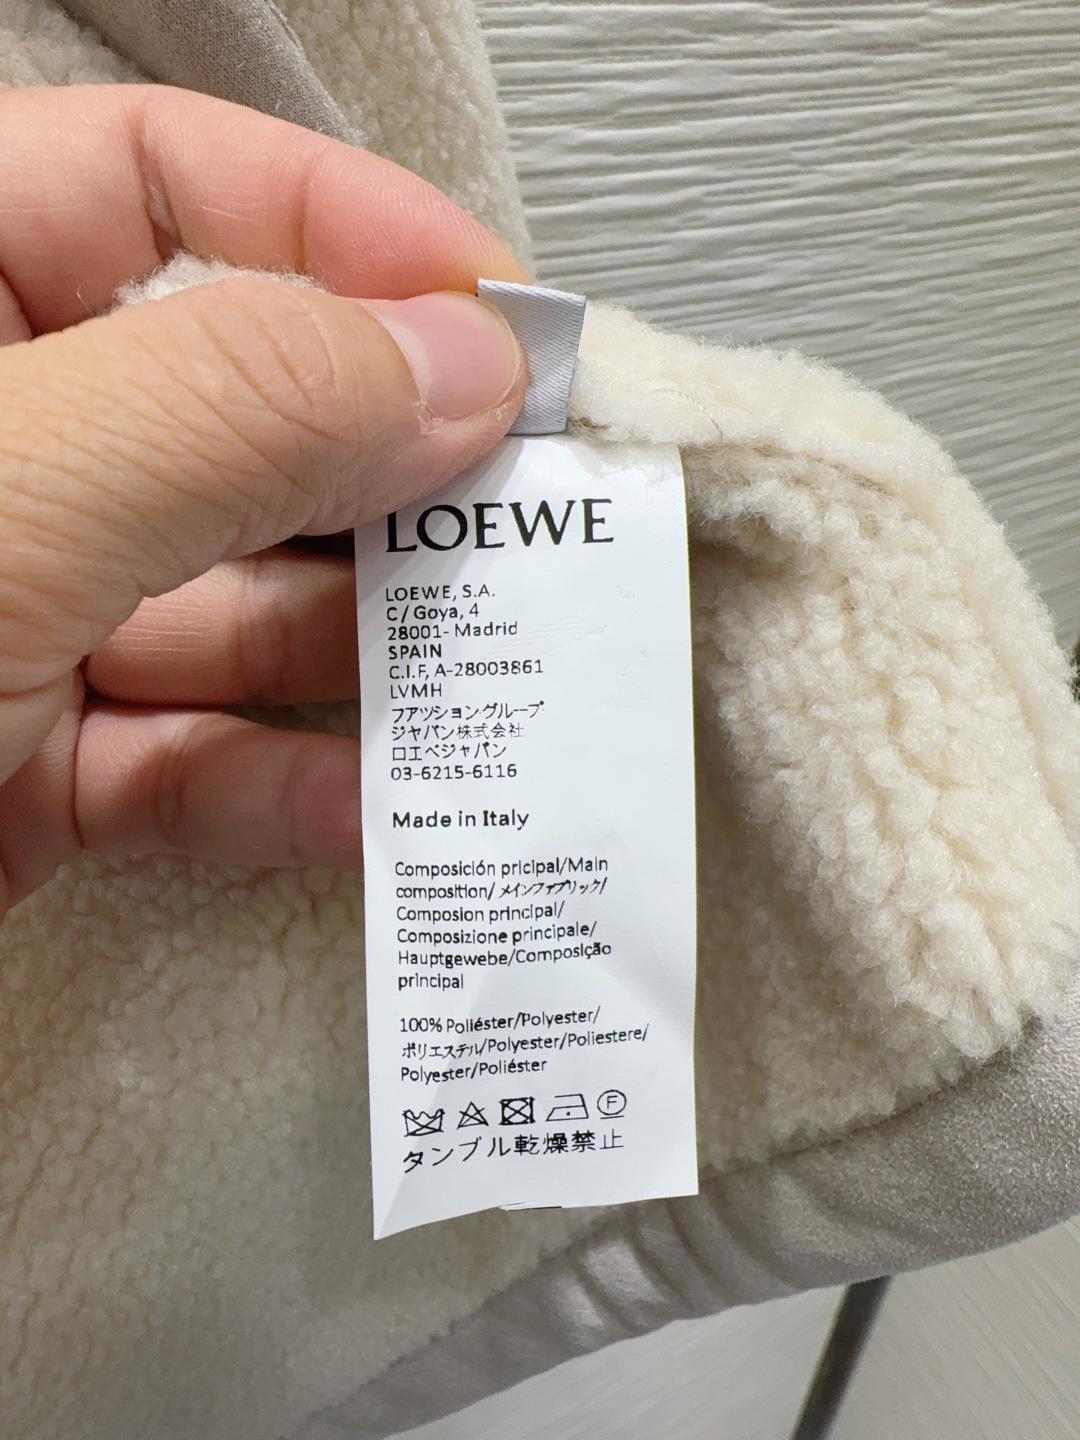 LOEWE
LOEWE, S.A.
C/ Goya, 4
28001- Madrid
SPAIN
C.I.F, A-28003861
LVMH
フアツション·グループ
ジャパン株式会社
ロエベジャパン
03-6215-6116
Made in Italy
Composición pricipal/Main
composition/メインファブリック/
Composion principal/
Composizione principale/
Hauptgewebe/Composição
principal
100% Poliéster/Polyester/
ポリエステル/Polyester/Poliestere/
Polyester/Poliéster
F
タンブル乾燥禁止